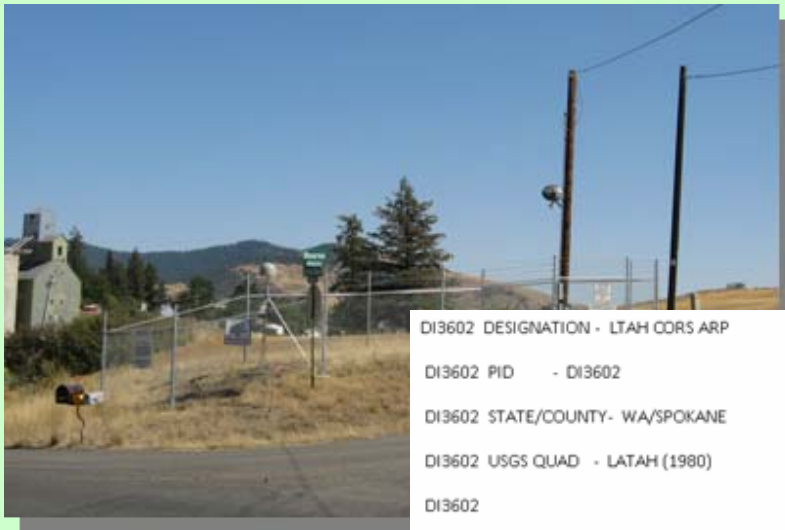 DI3602 DESIGNATION - LTAH CORS ARP
DI3602 PID - DI3602
DI3602 STATE/COUNTY- WA/SPOKANE
DI3602 USGS QUAD - LATAH (1980)
DI3602